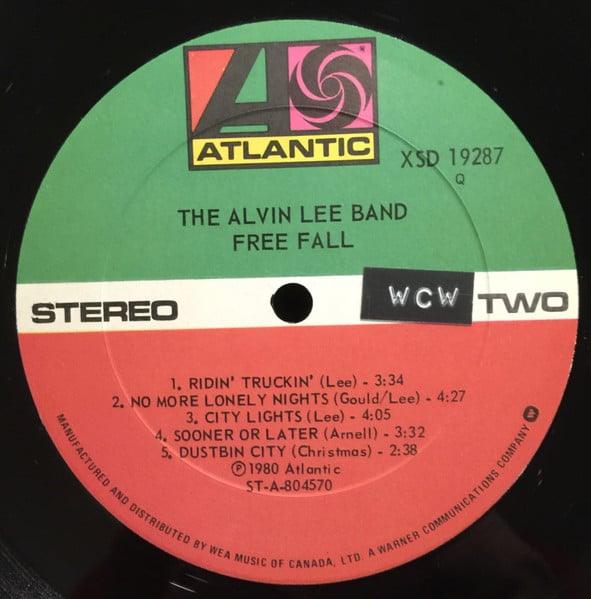 ATLANTIC
XSD 19287
Q
THE ALVIN LEE BAND
FREE FALL
STEREO
WCW
TWO
1. RIDIN' TRUCKIN' (Lee) - 3:34
2. NO MORE LONELY NIGHTS (Gould/Lee) - 4:27
3. CITY LIGHTS (Lee) - 4:05
4. SOONER OR LATER (Arnell) - 3:32
5. DUSTBIN CITY (Christmas) - 2:38
℗1980 Atlantic
ST-A-804570
MANUFACTURED AND DISTRIBUTED BY WEA MUSIC OF CANADA, LTD. A WARNER COMMUNICATIONS COMPANY